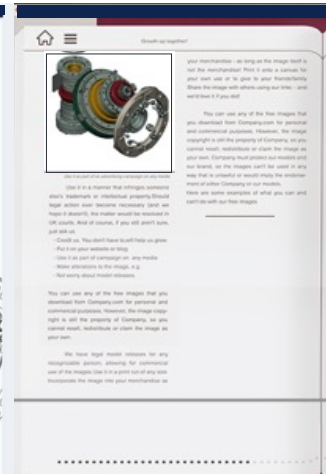 Growth up together!
Use it as part of an advertising campaign on any media
Use it in a manner that infringes someone
else's trademark or intellectual property.Should
legal action ever become necessary (and we
hope it doesn't), the matter would be resolved in
UK courts. And of course, if you still aren't sure,
just ask us
- Credit us. You don't have to.will help us grow
- Put it on your website or blog
- Use it as part of campaign on any media
- Make alterations to the image, e.g.
- Not worry about model releases
You can use any of the free images that you
download from Company.com for personal and
commercial purposes. However, the image copy-
right is still the property of Company, so you
cannot resell, redistribute or claim the image as
your own.
We have legal model releases for any
recognizable person, allowing for commercial
use of the images Use it in a print run of any size.
Incorporate the image into your merchandise as
your merchandise - as long as the image itself is
not the merchandise! Print it onto a canvas for
your own use or to give to your friends/family
Share the image with others using our links - and
we'd love it if you did!
You can use any of the free images that
you download from Company.com for personal
and commercial purposes. However, the image
copyright is still the property of Company, so you
cannot resell, redistribute or claim the image as
your own. Company must protect our models and
our brand, so the images can't be used in any
way that is unlawful or would imply the endorse-
ment of either Company or our models.
Here are some examples of what you can and
can't do with our free images